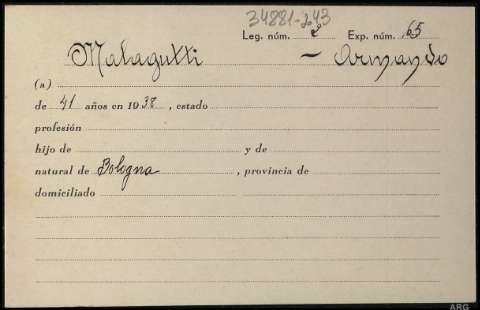 34881-243
Leg. núm. 2 Exp. núm. 65
Malagutti — Armando
(a)
de 41 años en 1938, estado
profesión
hijo de y de
natural de Bologna, provincia de
domiciliado
ARG